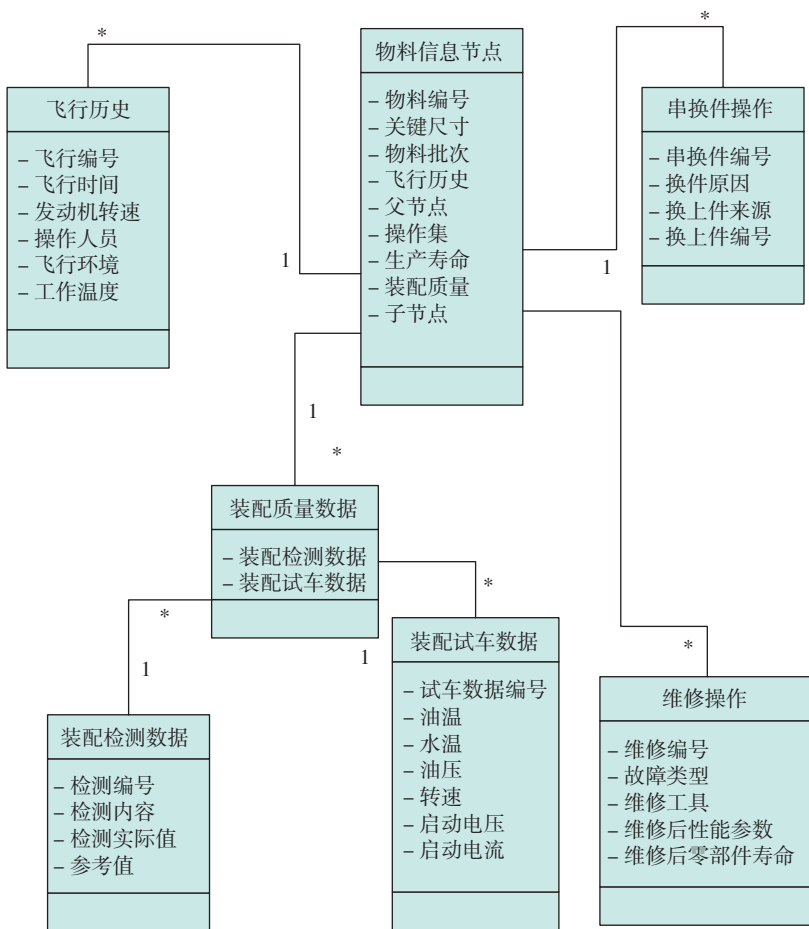 *
物料信息节点
– 物料编号
– 关键尺寸
– 物料批次
– 飞行历史
– 父节点
– 操作集
– 生产寿命
– 装配质量
– 子节点
*
飞行历史
– 飞行编号
– 飞行时间
– 发动机转速
– 操作人员
– 飞行环境
– 工作温度
串换件操作
– 串换件编号
– 换件原因
– 换上件来源
– 换上件编号
1
1
1
*
装配质量数据
– 装配检测数据
– 装配试车数据
*
*
1
1
*
装配试车数据
– 试车数据编号
– 油温
– 水温
– 油压
– 转速
– 启动电压
– 启动电流
维修操作
– 维修编号
– 故障类型
– 维修工具
– 维修后性能参数
– 维修后零部件寿命
装配检测数据
– 检测编号
– 检测内容
– 检测实际值
– 参考值